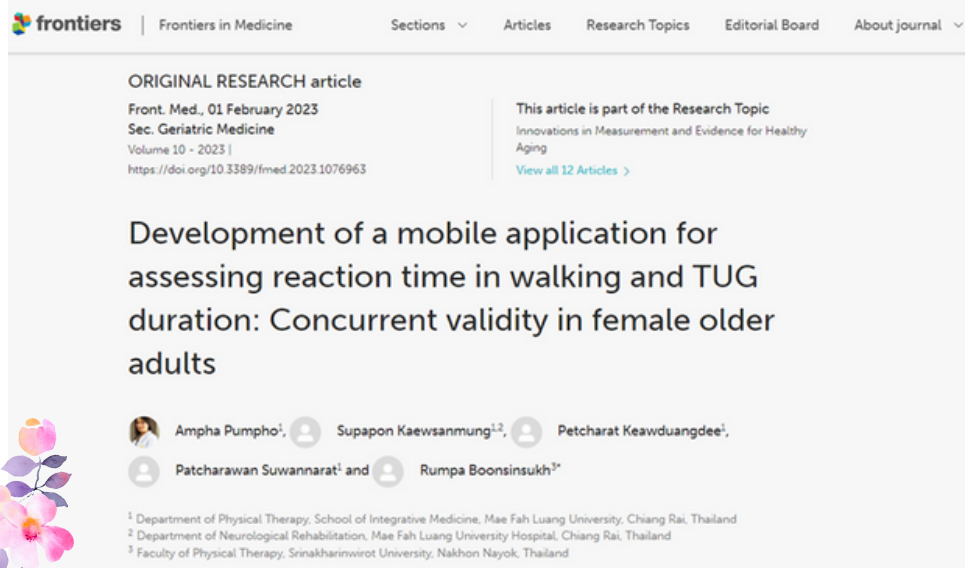 frontiers | Frontiers in Medicine Sections Articles Research Topics Editorial Board About journal
ORIGINAL RESEARCH article
Front. Med., 01 February 2023
Sec. Geriatric Medicine
Volume 10 - 2023 |
https://doi.org/10.3389/fmed.2023.1076963
This article is part of the Research Topic
Innovations in Measurement and Evidence for Healthy
Aging
View all 12 Articles >
Development of a mobile application for
assessing reaction time in walking and TUG
duration: Concurrent validity in female older
adults
Ampha Pumpho¹, Supapon Kaewsanmung¹,², Petcharat Keawduangdee¹,
Patcharawan Suwannarat¹ and Rumpa Boonsinsukh³*
¹ Department of Physical Therapy, School of Integrative Medicine, Mae Fah Luang University, Chiang Rai, Thailand
² Department of Neurological Rehabilitation, Mae Fah Luang University Hospital, Chiang Rai, Thailand
³ Faculty of Physical Therapy, Srinakharinwirot University, Nakhon Nayok, Thailand